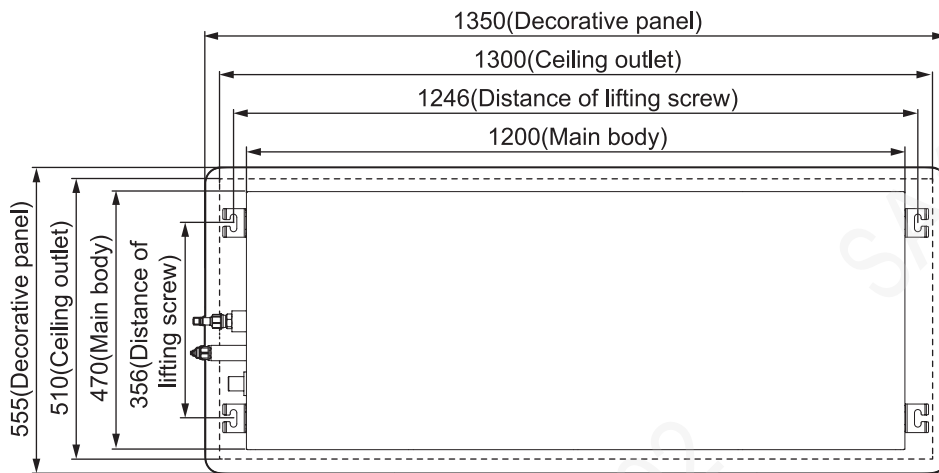 1350(Decorative panel)
1300(Ceiling outlet)
1246(Distance of lifting screw)
1200(Main body)
555(Decorative panel)
510(Ceiling outlet)
470(Main body)
356(Distance of
lifting screw)